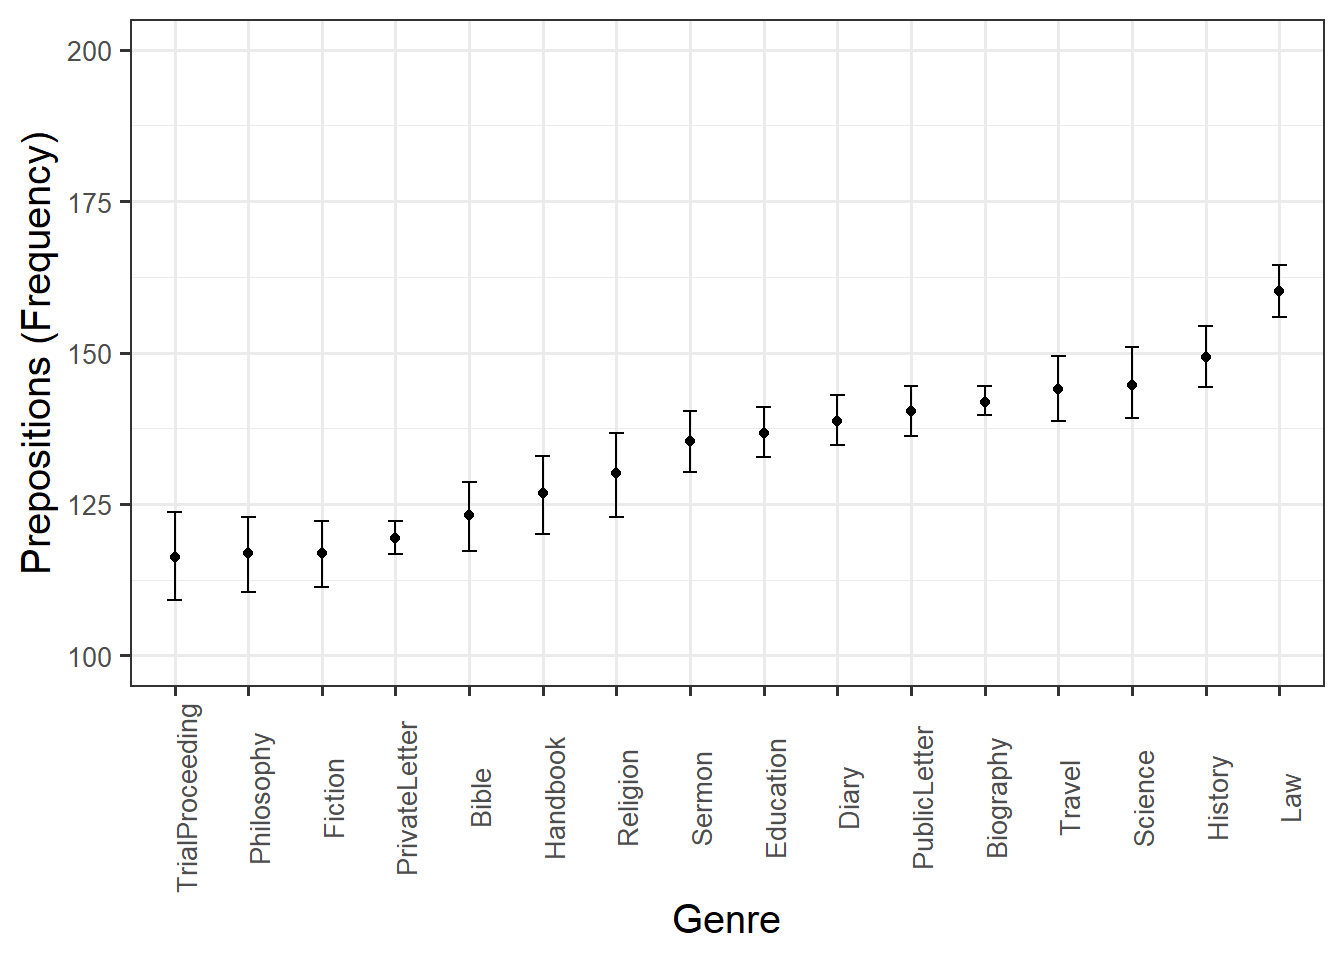 200
175
150
125
100
Prepositions (Frequency)
TrialProceeding
Philosophy
Fiction
PrivateLetter
Bible
Handbook
Religion
Sermon
Education
Diary
PublicLetter
Biography
Travel
Science
History
Law
Genre